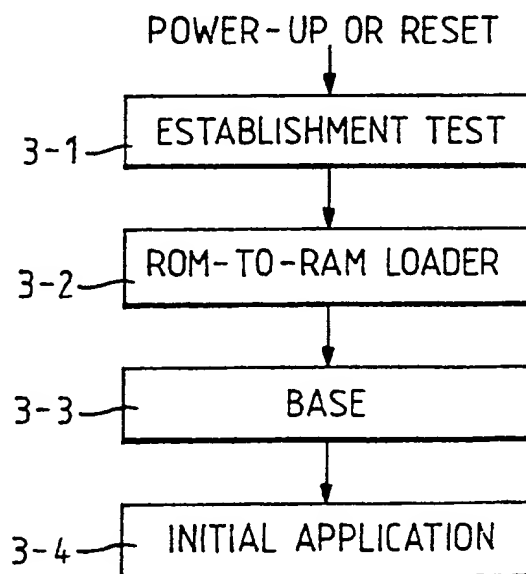 POWER-UP OR RESET
3-1 ESTABLISHMENT TEST
3-2 ROM-TO-RAM LOADER
3-3 BASE
3-4 INITIAL APPLICATION